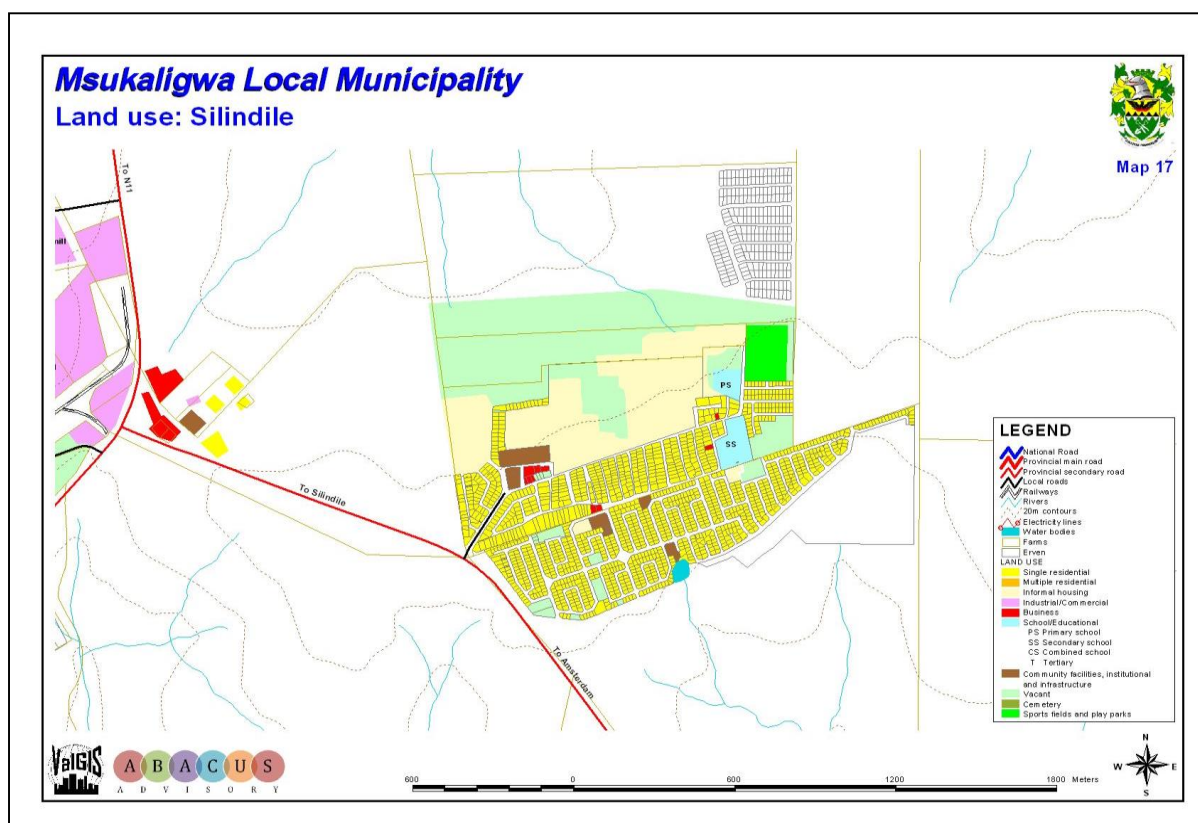 Msukaligwa Local Municipality
Land use: Silindile
Map 17
To N11
mill
To Silindile
To Amsterdam
PS
SS
LEGEND
National Road
Provincial main road
Provincial secondary road
Local roads
Railways
Rivers
20m contours
Electricity lines
Water bodies
Farms
Erven
LAND USE
Single residential
Multiple residential
Informal housing
Industrial/Commercial
Business
School/Educational
PS Primary school
SS Secondary school
CS Combined school
T Tertiary
Community facilities, institutional
and infrastructure
Vacant
Cemetery
Sports fields and play parks
ValGIS
ABACUS
ADVISORY
600 0 600 1200 1800 Meters
N
W E
S